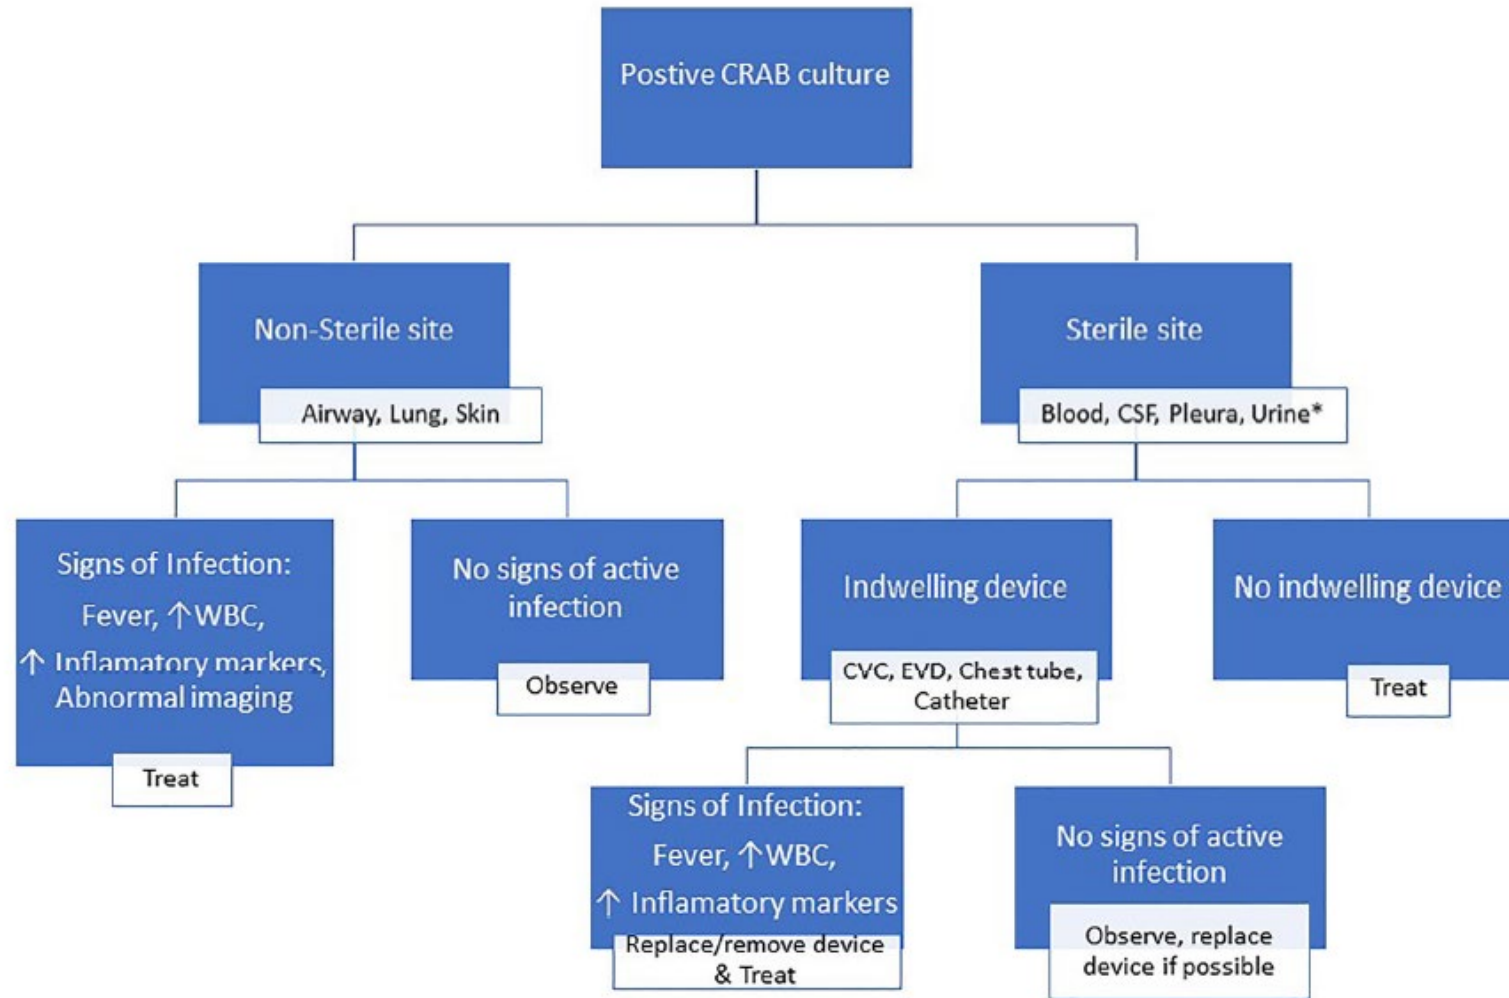 Postive CRAB culture
Non-Sterile site
Airway, Lung, Skin
Sterile site
Blood, CSF, Pleura, Urine*
Signs of Infection:
Fever, ↑WBC,
↑ Inflamatory markers,
Abnormal imaging
Treat
No signs of active
infection
Observe
Indwelling device
CVC, EVD, Chest tube,
Catheter
No indwelling device
Treat
Signs of Infection:
Fever, ↑WBC,
↑ Inflamatory markers
Replace/remove device
& Treat
No signs of active
infection
Observe, replace
device if possible